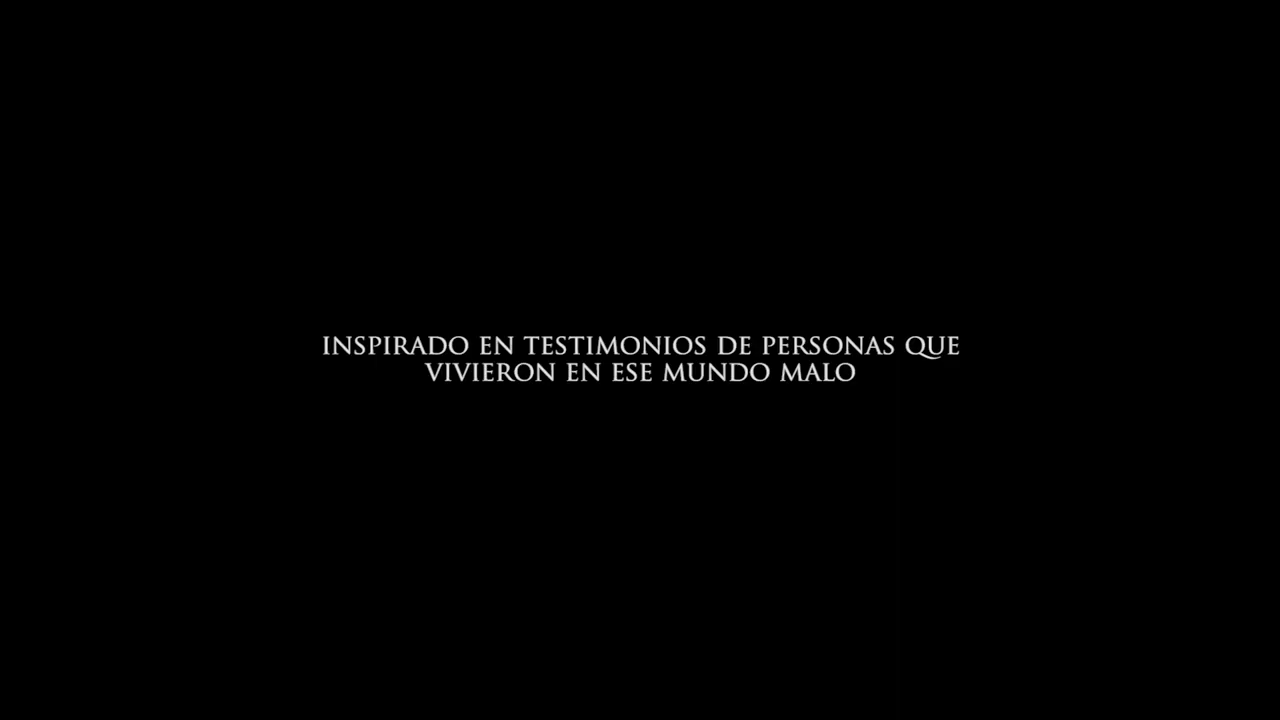 INSPIRADO EN TESTIMONIOS DE PERSONAS QUE
VIVIERON EN ESE MUNDO MALO